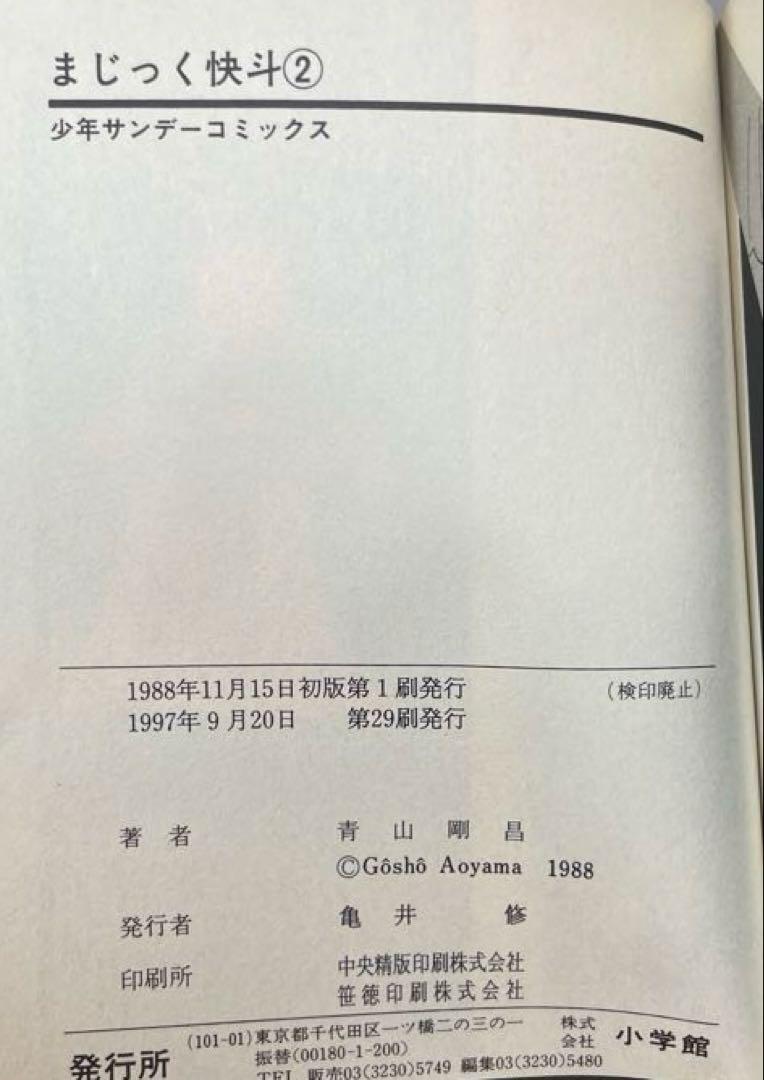 まじっく快斗②
少年サンデーコミックス
1988年11月15日初版第1刷発行 (検印廃止)
1997年9月20日 第29刷発行
著者 青山剛昌
©Gôshô Aoyama 1988
発行者 亀井修
印刷所 中央精版印刷株式会社
笹徳印刷株式会社
発行所 (101-01)東京都千代田区一ツ橋二の三の一 株式会社 小学館
振替(00180-1-200)
TEL 販売03(3230)5749 編集03(3230)5480